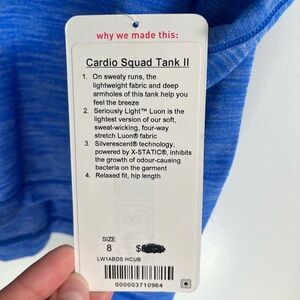 why we made this:
Cardio Squad Tank II
1. On sweaty runs, the
lightweight fabric and deep
armholes of this tank help you
feel the breeze
2. Seriously Light™ Luon is the
lightest version of our soft,
sweat-wicking, four-way
stretch Luon® fabric
3. Silverescent® technology,
powered by X-STATIC®, inhibits
the growth of odour-causing
bacteria on the garment
4. Relaxed fit, hip length
SIZE
8 $
LW1ABDS HCUB
000003710964